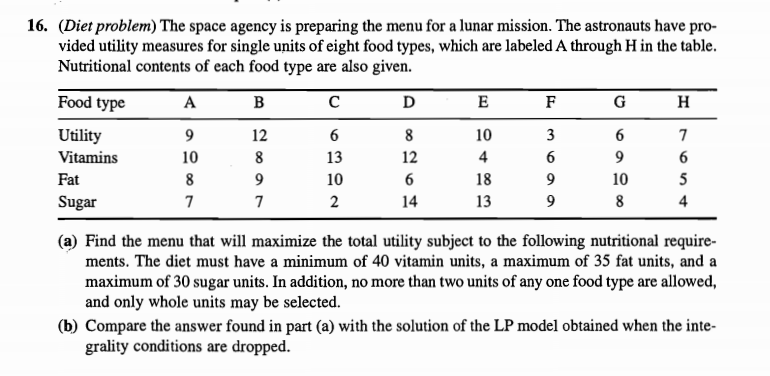 16. (Diet problem) The space agency is preparing the menu for a lunar mission. The astronauts have pro-
vided utility measures for single units of eight food types, which are labeled A through H in the table.
Nutritional contents of each food type are also given.
Food type A B C D E F G H
Utility 9 12 6 8 10 3 6 7
Vitamins 10 8 13 12 4 6 9 6
Fat 8 9 10 6 18 9 10 5
Sugar 7 7 2 14 13 9 8 4
(a) Find the menu that will maximize the total utility subject to the following nutritional require-
ments. The diet must have a minimum of 40 vitamin units, a maximum of 35 fat units, and a
maximum of 30 sugar units. In addition, no more than two units of any one food type are allowed,
and only whole units may be selected.
(b) Compare the answer found in part (a) with the solution of the LP model obtained when the inte-
grality conditions are dropped.